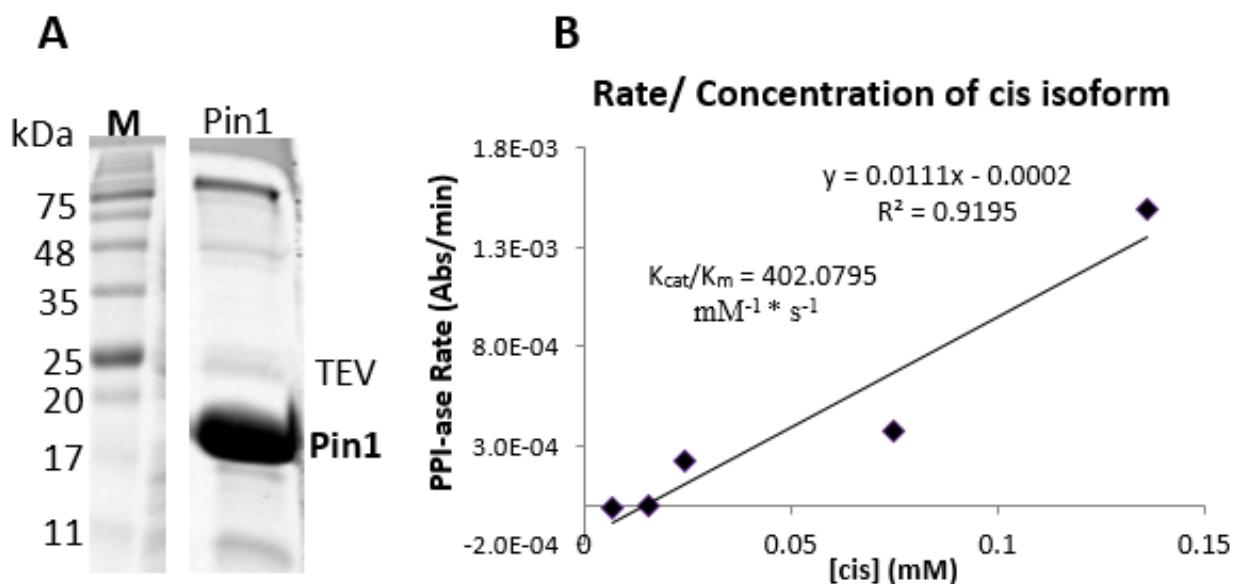 A
kDa
M
Pin1
75
48
35
25
20
17
11
TEV
Pin1
B
Rate/ Concentration of cis isoform
PPI-ase Rate (Abs/min)
1.8E-03
1.3E-03
8.0E-04
3.0E-04
-2.0E-04
y = 0.0111x - 0.0002
R² = 0.9195
Kcat/Km = 402.0795
mM⁻¹ * s⁻¹
0
0.05
0.1
0.15
[cis] (mM)